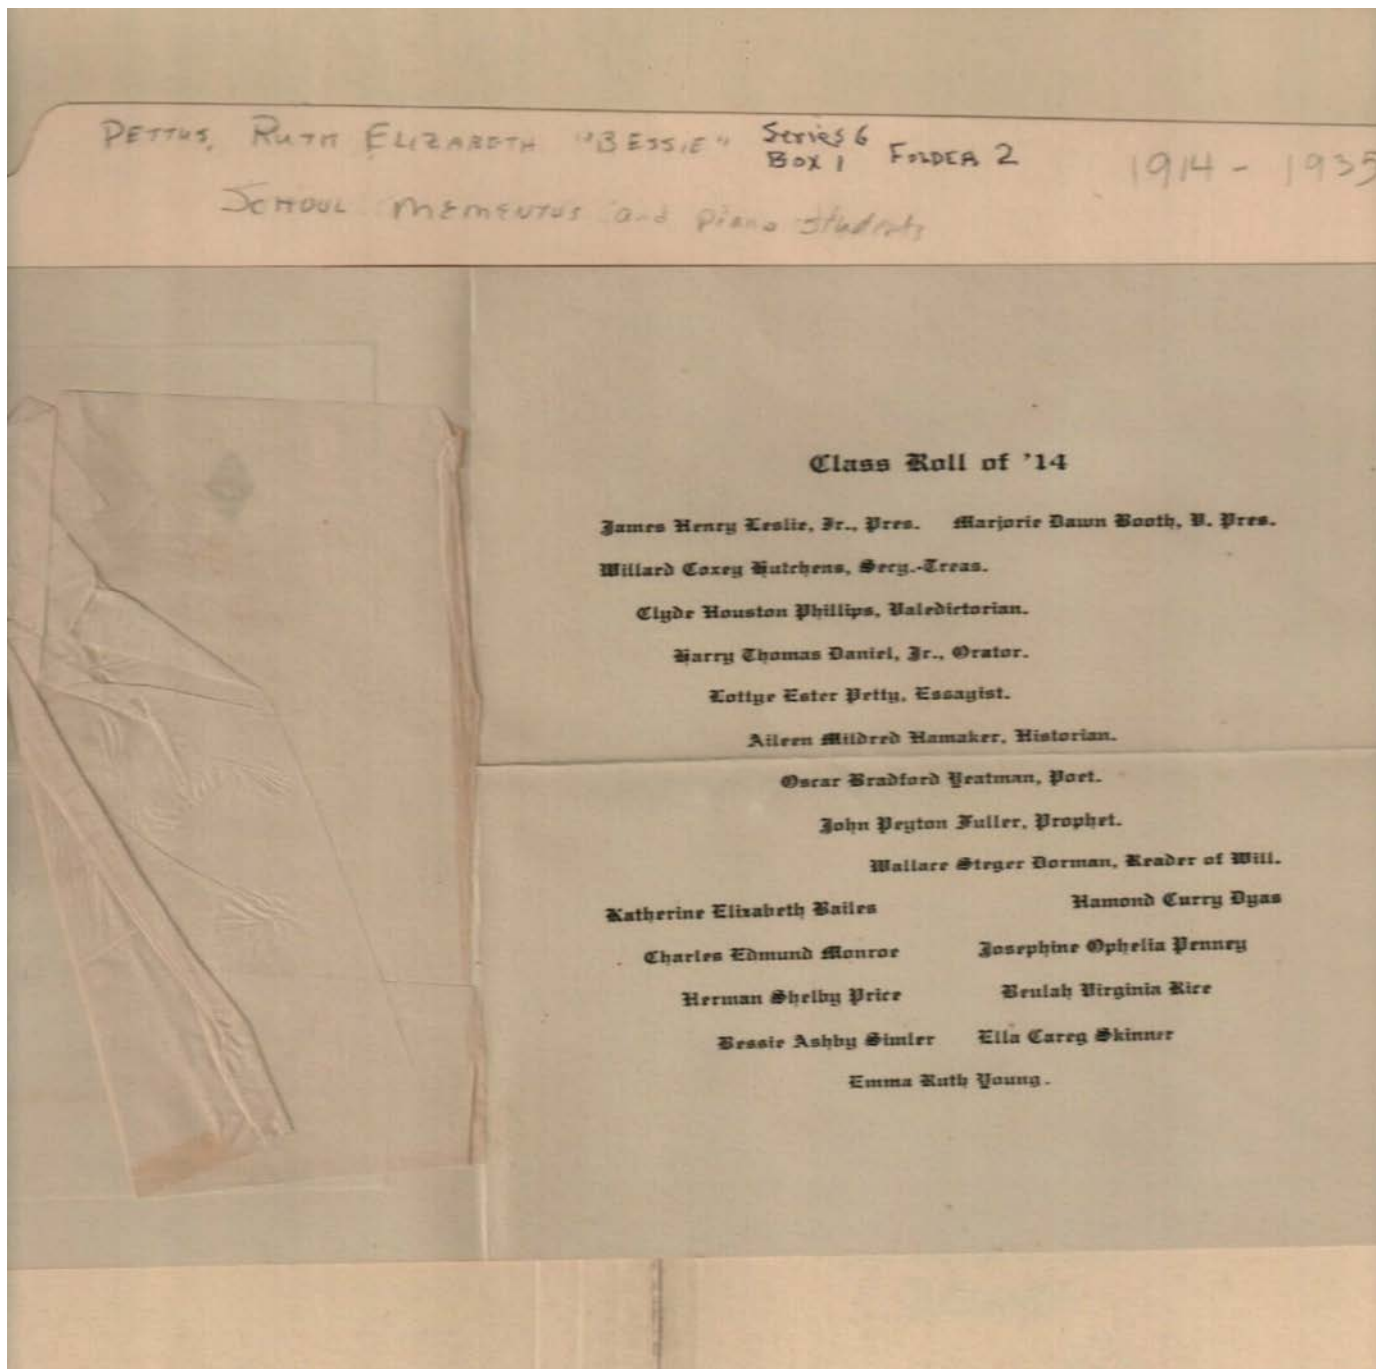 PETTUS, RUTH ELIZABETH "BESSIE" Series 6 Box 1 FOLDER 2 1914 - 1935
SCHOOL MEMENTOS and piano students
Class Roll of '14
James Henry Leslie, Jr., Pres. Marjorie Dawn Booth, V. Pres.
Willard Coxey Hutchens, Secy.-Treas.
Clyde Houston Phillips, Valedictorian.
Harry Thomas Daniel, Jr., Orator.
Lottye Ester Petty, Essayist.
Aileen Mildred Hamaker, Historian.
Oscar Bradford Yeatman, Poet.
John Peyton Fuller, Prophet.
Wallace Steger Dorman, Reader of Will.
Katherine Elizabeth Bailes Hamond Curry Dyas
Charles Edmund Monroe Josephine Ophelia Penney
Herman Shelby Price Beulah Virginia Rice
Bessie Ashby Simler Ella Careg Skinner
Emma Ruth Young.